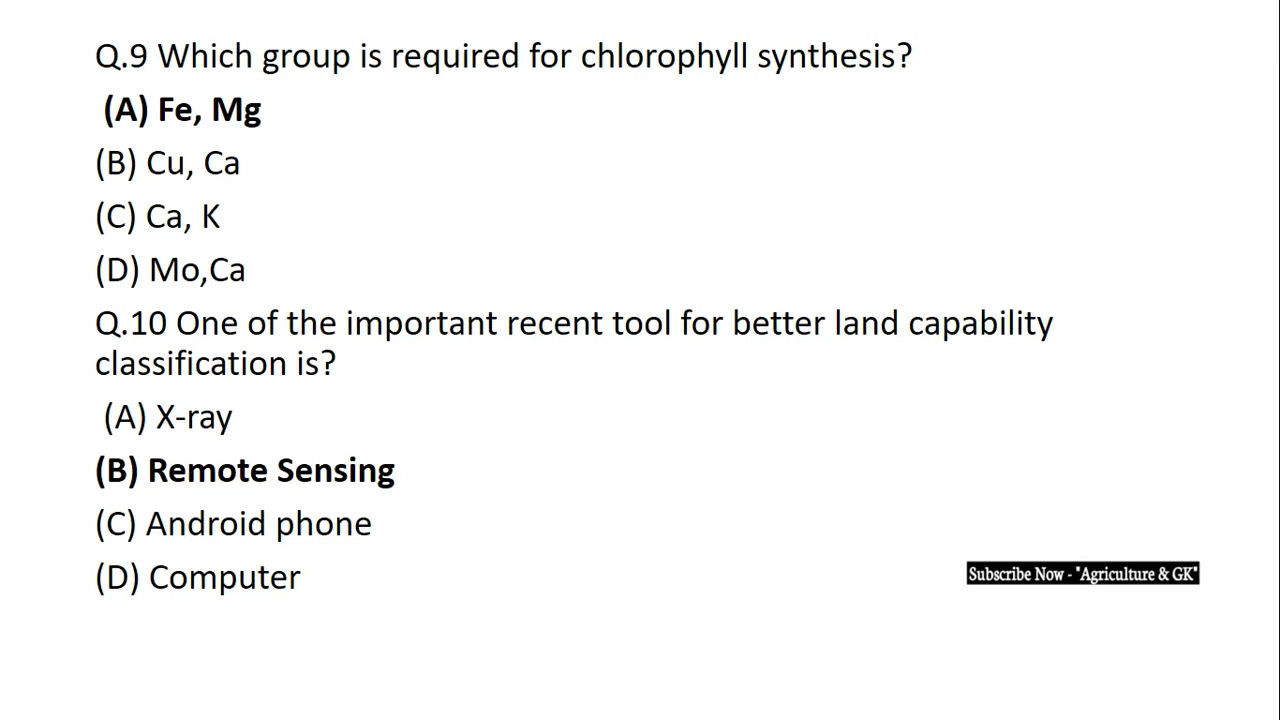 Q.9 Which group is required for chlorophyll synthesis?
(A) Fe, Mg
(B) Cu, Ca
(C) Ca, K
(D) Mo,Ca
Q.10 One of the important recent tool for better land capability
classification is?
(A) X-ray
(B) Remote Sensing
(C) Android phone
(D) Computer
Subscribe Now - "Agriculture & GK"